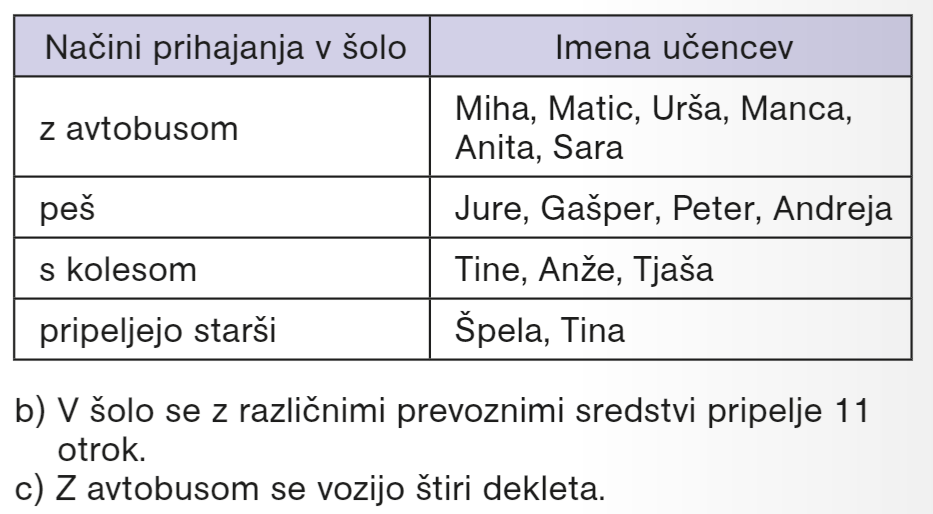 Načini prihajanja v šolo
Imena učencev
z avtobusom
Miha, Matic, Urša, Manca,
Anita, Sara
peš
Jure, Gašper, Peter, Andreja
s kolesom
Tine, Anže, Tjaša
pripeljejo starši
Špela, Tina
b) V šolo se z različnimi prevoznimi sredstvi pripelje 11
otrok.
c) Z avtobusom se vozijo štiri dekleta.